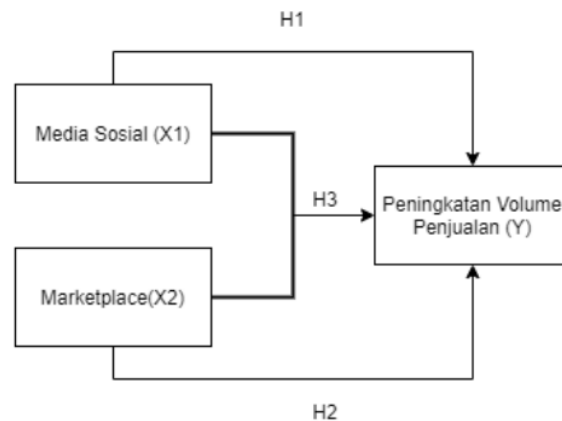 H1
Media Sosial (X1)
H3
Peningkatan Volume
Penjualan (Y)
Marketplace(X2)
H2